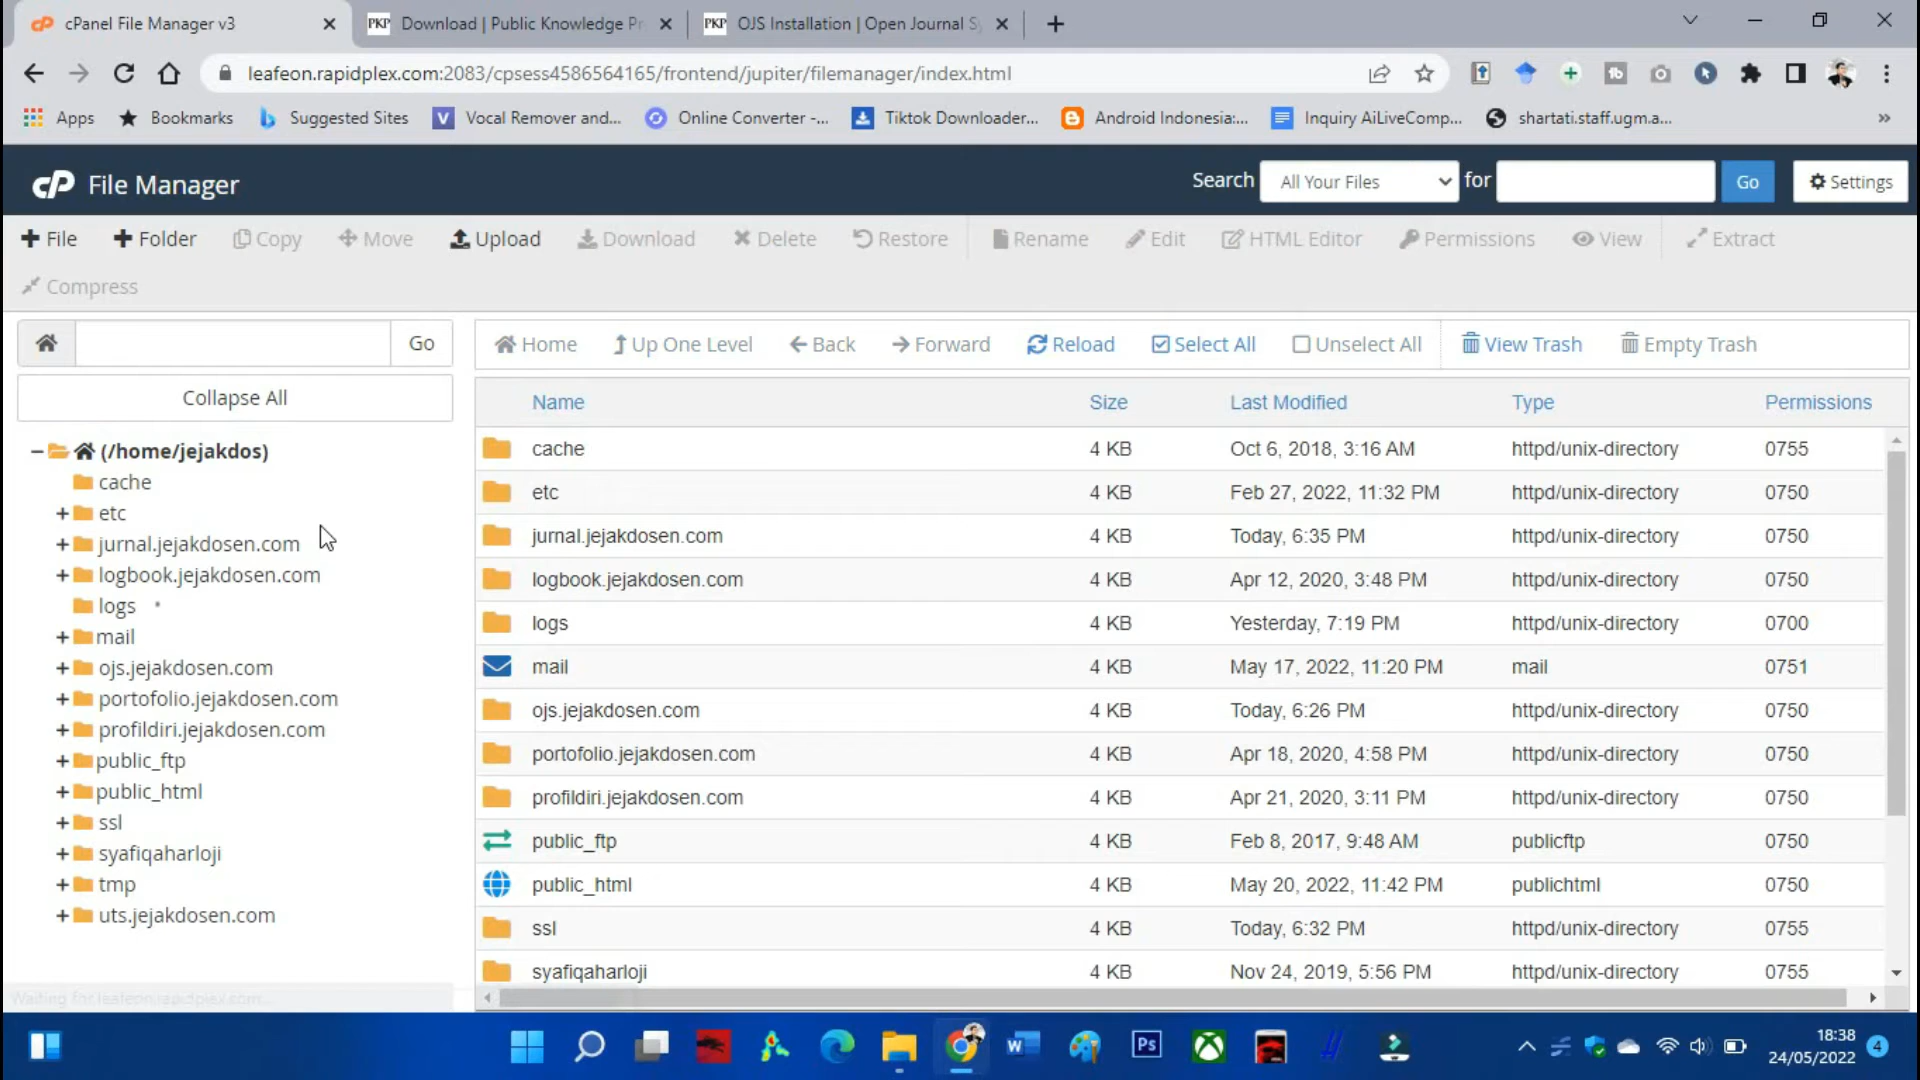 cPanel File Manager v3
Download | Public Knowledge Pr
OJS Installation | Open Journal S
leafeon.rapidplex.com:2083/cpsess4586564165/frontend/jupiter/filemanager/index.html
Apps Bookmarks Suggested Sites Vocal Remover and... Online Converter -... Tiktok Downloader... Android Indonesia:... Inquiry AiLiveComp... shartati.staff.ugm.a... »
cP File Manager
Search All Your Files for Go Settings
File Folder Copy Move Upload Download Delete Restore Rename Edit HTML Editor Permissions View Extract
Compress
Go
Collapse All
(/home/jejakdos)
cache
etc
jurnal.jejakdosen.com
logbook.jejakdosen.com
logs
mail
ojs.jejakdosen.com
portofolio.jejakdosen.com
profildiri.jejakdosen.com
public_ftp
public_html
ssl
syafiqaharloji
tmp
uts.jejakdosen.com
Waiting for leafeon.rapidplex.com...
Home Up One Level Back Forward Reload Select All Unselect All View Trash Empty Trash
Name Size Last Modified Type Permissions
cache 4 KB Oct 6, 2018, 3:16 AM httpd/unix-directory 0755
etc 4 KB Feb 27, 2022, 11:32 PM httpd/unix-directory 0750
jurnal.jejakdosen.com 4 KB Today, 6:35 PM httpd/unix-directory 0750
logbook.jejakdosen.com 4 KB Apr 12, 2020, 3:48 PM httpd/unix-directory 0750
logs 4 KB Yesterday, 7:19 PM httpd/unix-directory 0700
mail 4 KB May 17, 2022, 11:20 PM mail 0751
ojs.jejakdosen.com 4 KB Today, 6:26 PM httpd/unix-directory 0750
portofolio.jejakdosen.com 4 KB Apr 18, 2020, 4:58 PM httpd/unix-directory 0750
profildiri.jejakdosen.com 4 KB Apr 21, 2020, 3:11 PM httpd/unix-directory 0750
public_ftp 4 KB Feb 8, 2017, 9:48 AM publicftp 0750
public_html 4 KB May 20, 2022, 11:42 PM publichtml 0750
ssl 4 KB Today, 6:32 PM httpd/unix-directory 0755
syafiqaharloji 4 KB Nov 24, 2019, 5:56 PM httpd/unix-directory 0755
18:38
24/05/2022
4